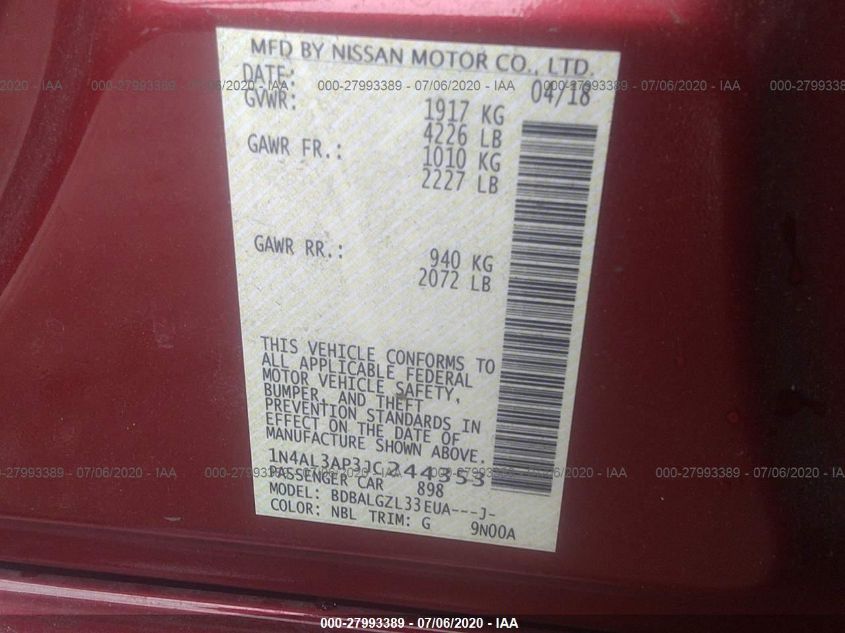 MFD BY NISSAN MOTOR CO., LTD.
DATE: 04/18
GVWR: 1917 KG
4226 LB
GAWR FR.: 1010 KG
2227 LB
GAWR RR.: 940 KG
2072 LB
THIS VEHICLE CONFORMS TO
ALL APPLICABLE FEDERAL
MOTOR VEHICLE SAFETY,
BUMPER, AND THEFT
PREVENTION STANDARDS IN
EFFECT ON THE DATE OF
MANUFACTURE SHOWN ABOVE.
1N4AL3AP3JC244353
PASSENGER CAR 898
MODEL: BDBALGZL33EUA---J-
COLOR: NBL TRIM: G 9N00A
000-27993389 - 07/06/2020 - IAA